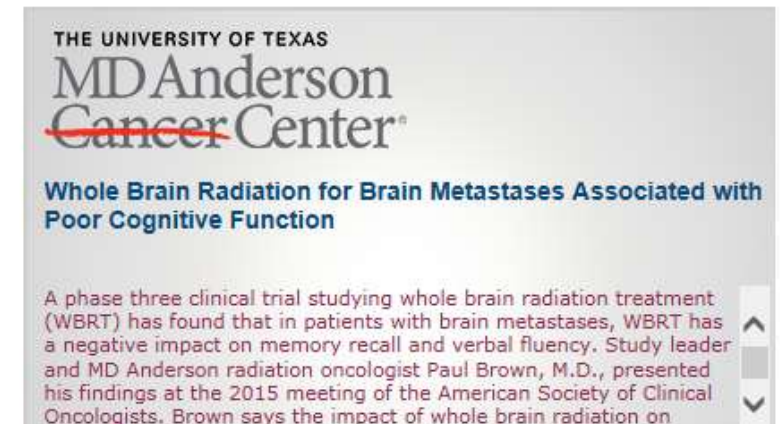 THE UNIVERSITY OF TEXAS
MD Anderson
Cancer Center®
Whole Brain Radiation for Brain Metastases Associated with
Poor Cognitive Function
A phase three clinical trial studying whole brain radiation treatment
(WBRT) has found that in patients with brain metastases, WBRT has
a negative impact on memory recall and verbal fluency. Study leader
and MD Anderson radiation oncologist Paul Brown, M.D., presented
his findings at the 2015 meeting of the American Society of Clinical
Oncologists. Brown says the impact of whole brain radiation on